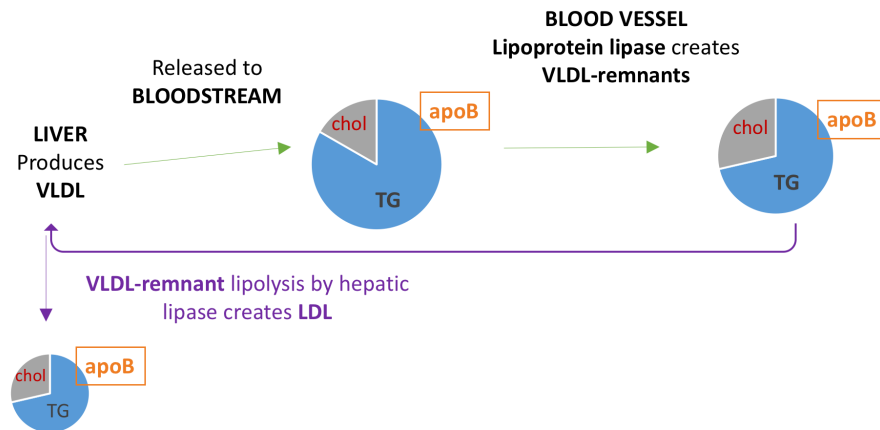 LIVER
Produces
VLDL
Released to
BLOODSTREAM
chol
apoB
TG
BLOOD VESSEL
Lipoprotein lipase creates
VLDL-remnants
chol
apoB
TG
VLDL-remnant lipolysis by hepatic
lipase creates LDL
chol
apoB
TG